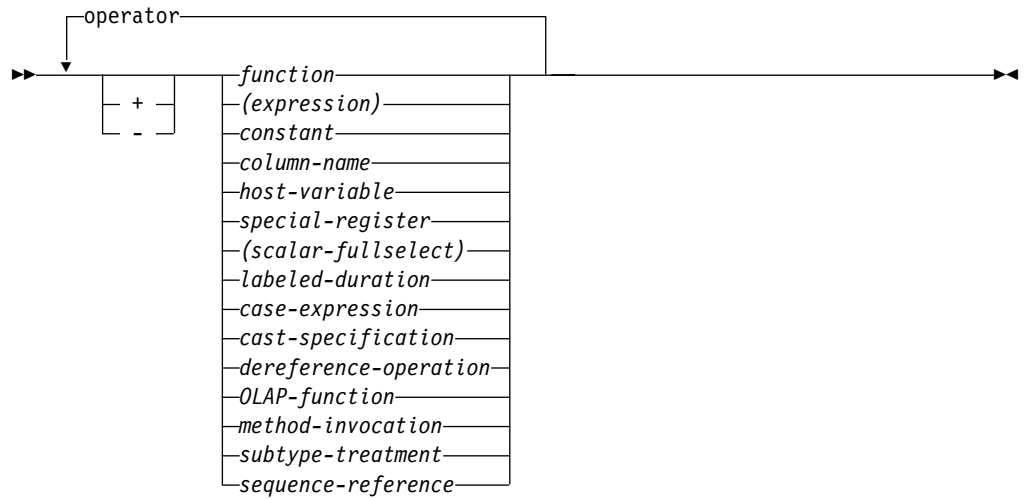 operator
function
+
(expression)
-
constant
column-name
host-variable
special-register
(scalar-fullselect)
labeled-duration
case-expression
cast-specification
dereference-operation
OLAP-function
method-invocation
subtype-treatment
sequence-reference